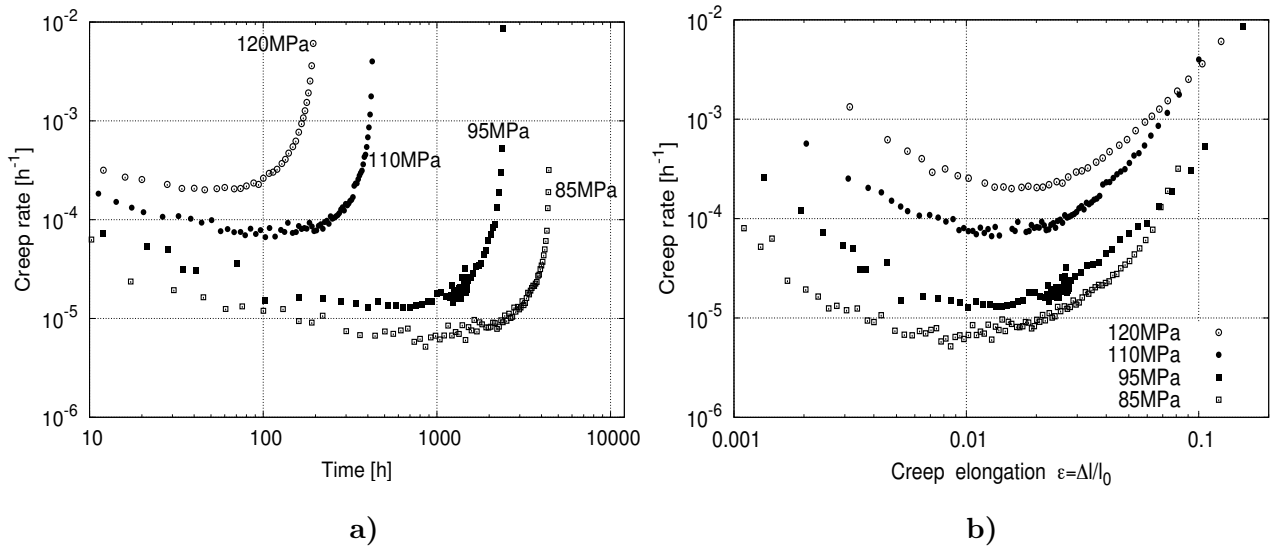 10⁻²
10⁻³
10⁻⁴
10⁻⁵
10⁻⁶
Creep rate [h⁻¹]
120MPa
110MPa
95MPa
85MPa
10
100
1000
10000
Time [h]
a)
10⁻²
10⁻³
10⁻⁴
10⁻⁵
10⁻⁶
Creep rate [h⁻¹]
120MPa
110MPa
95MPa
85MPa
0.001
0.01
0.1
Creep elongation ε=Δl/l₀
b)